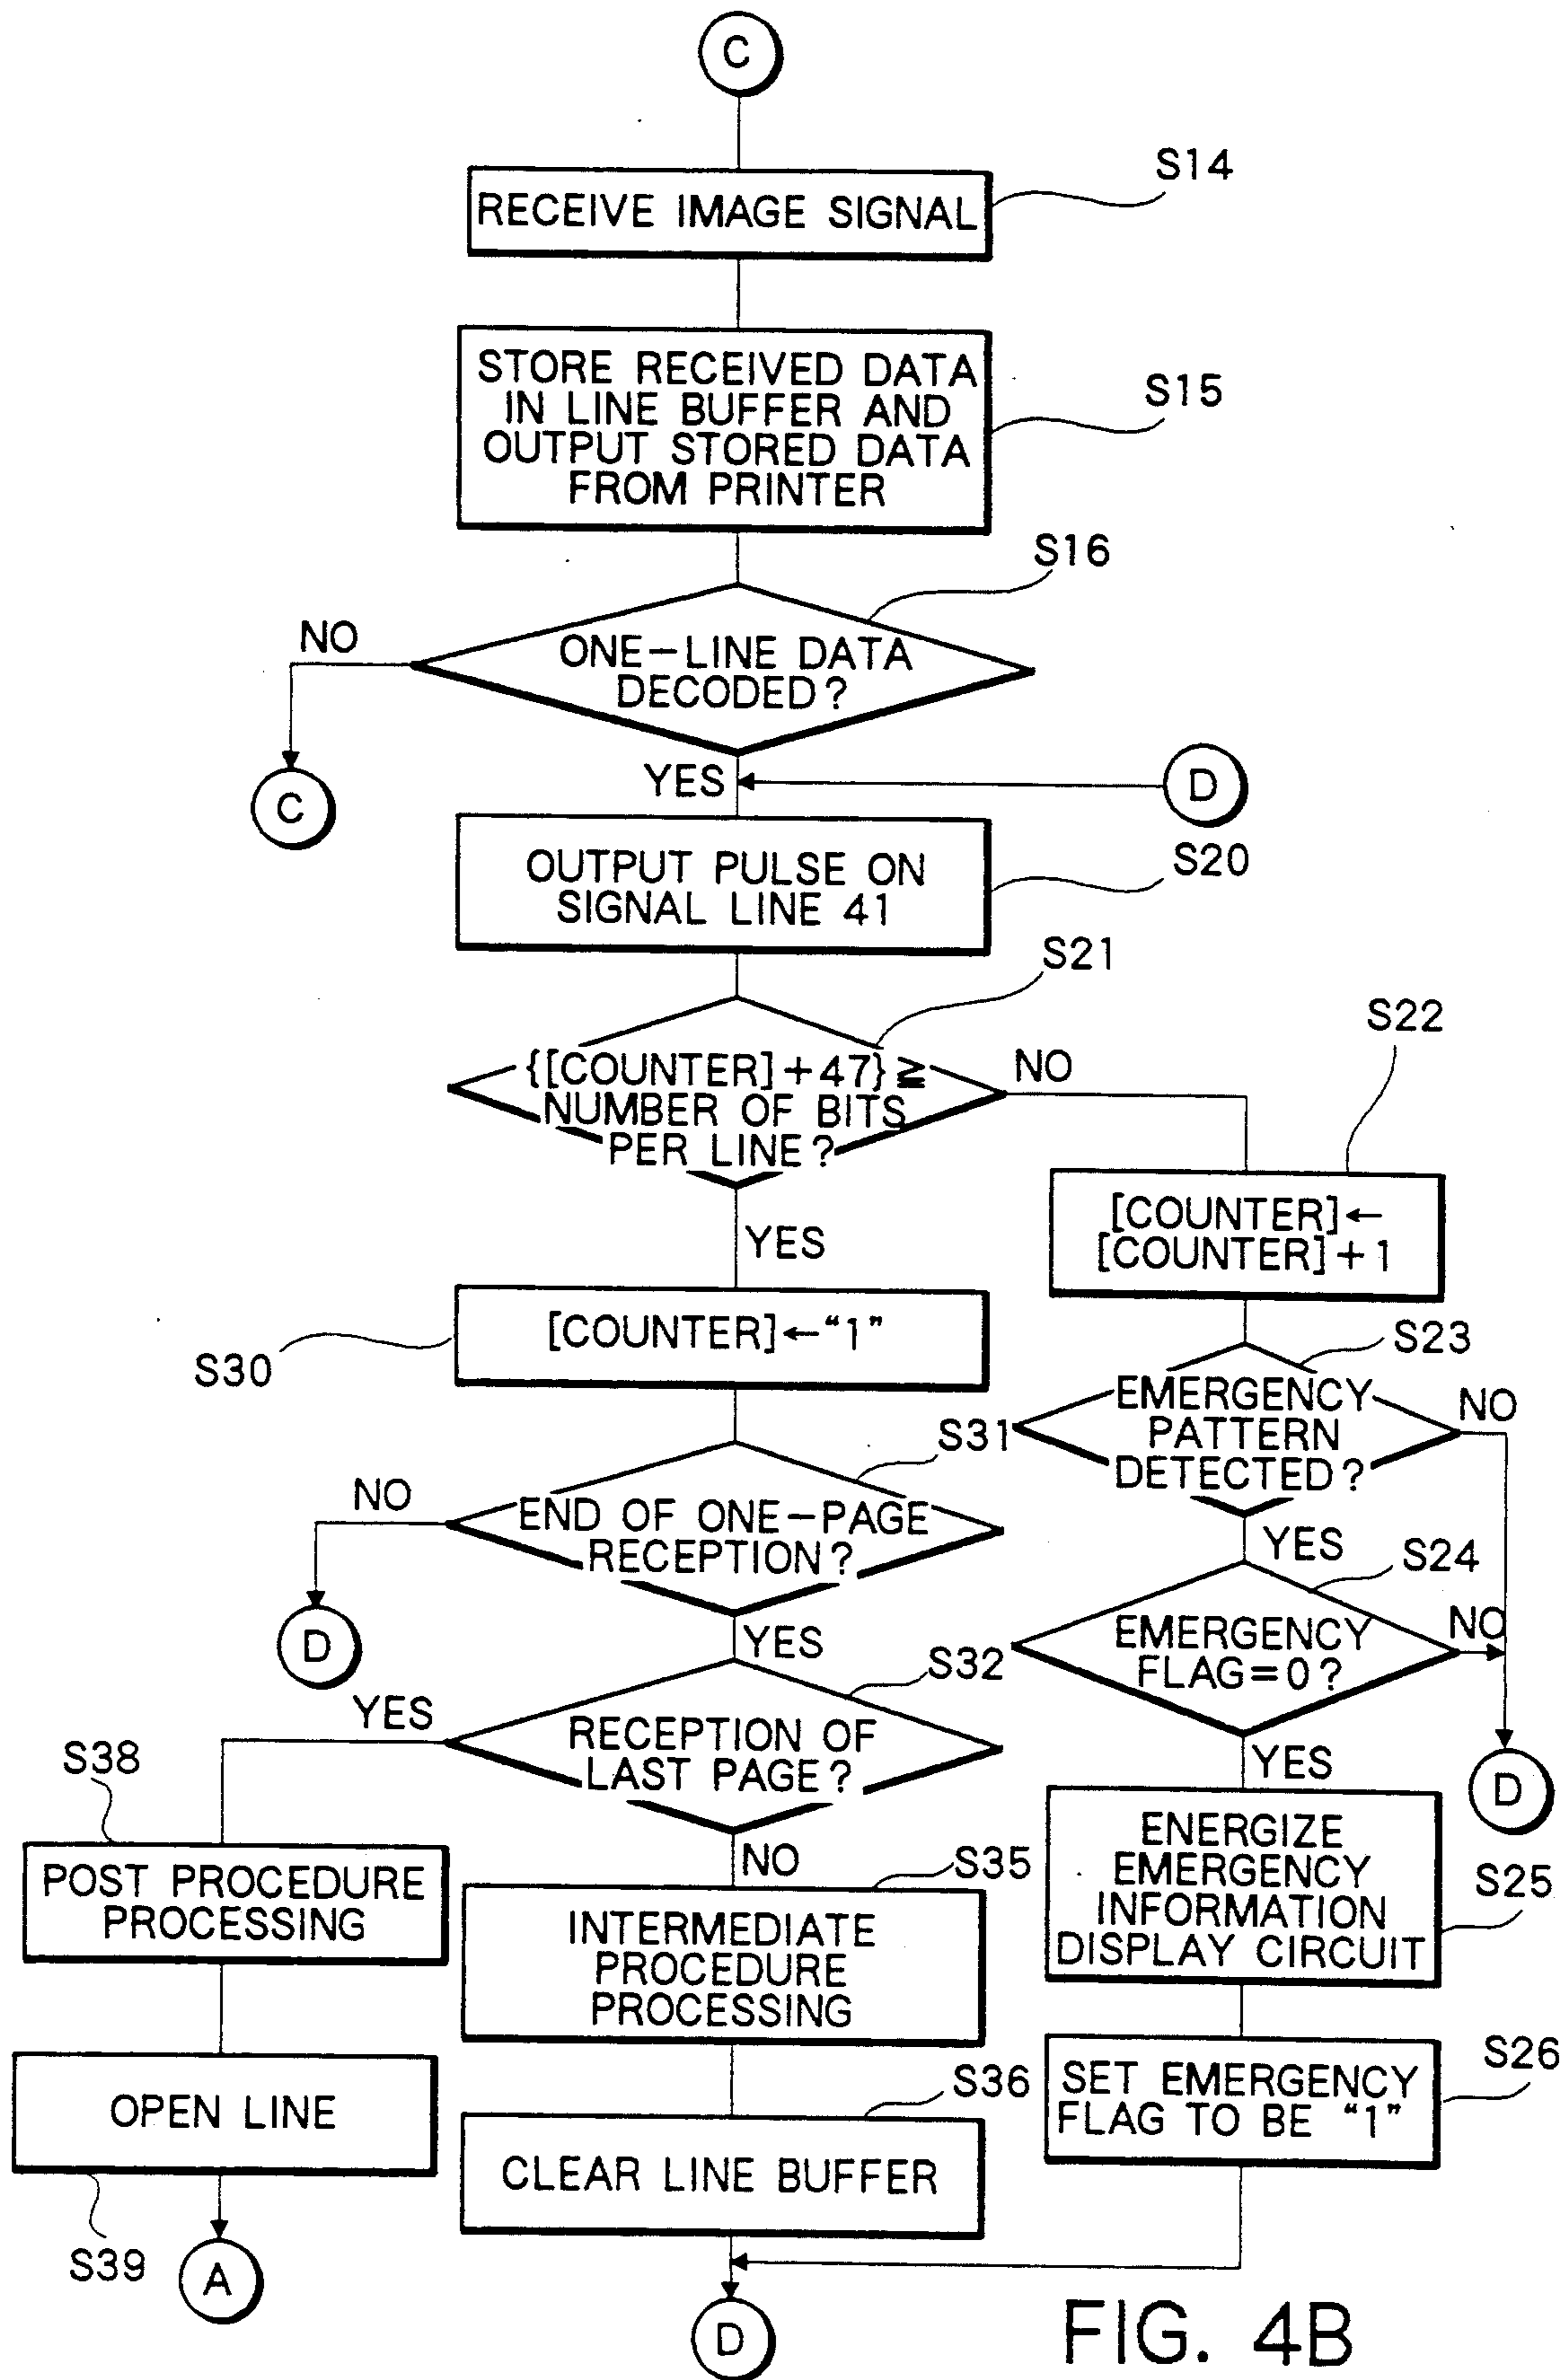 C
S14
RECEIVE IMAGE SIGNAL
STORE RECEIVED DATA
IN LINE BUFFER AND
OUTPUT STORED DATA
FROM PRINTER
S15
S16
NO
ONE-LINE DATA
DECODED?
C
YES
D
OUTPUT PULSE ON
SIGNAL LINE 41
S20
S21
{[COUNTER]+47}≧
NUMBER OF BITS
PER LINE?
NO
S22
YES
[COUNTER]←
[COUNTER]+1
[COUNTER]←"1"
S30
S23
EMERGENCY
PATTERN
DETECTED?
NO
S31
NO
END OF ONE-PAGE
RECEPTION?
YES
S24
D
YES
EMERGENCY
FLAG=0?
NO
S32
YES
RECEPTION OF
LAST PAGE?
S38
YES
D
POST PROCEDURE
PROCESSING
NO
S35
ENERGIZE
EMERGENCY
INFORMATION
DISPLAY CIRCUIT
S25
INTERMEDIATE
PROCEDURE
PROCESSING
OPEN LINE
S36
SET EMERGENCY
FLAG TO BE "1"
S26
CLEAR LINE BUFFER
S39
A
D
FIG. 4B